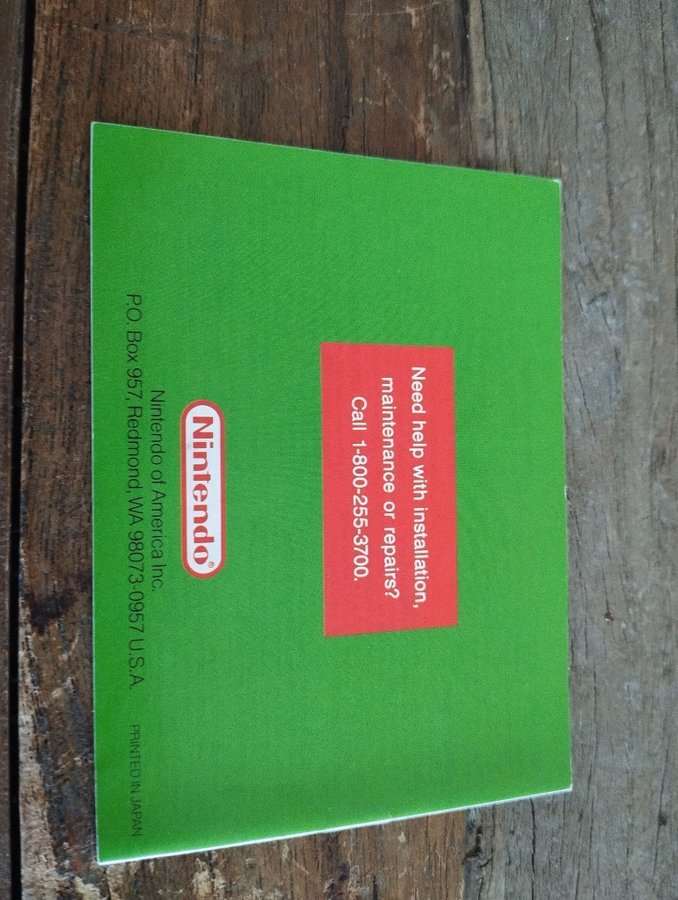 Need help with installation,
maintenance or repairs?
Call 1-800-255-3700.
Nintendo®
Nintendo of America Inc.
P.O. Box 957, Redmond, WA 98073-0957 U.S.A.
PRINTED IN JAPAN